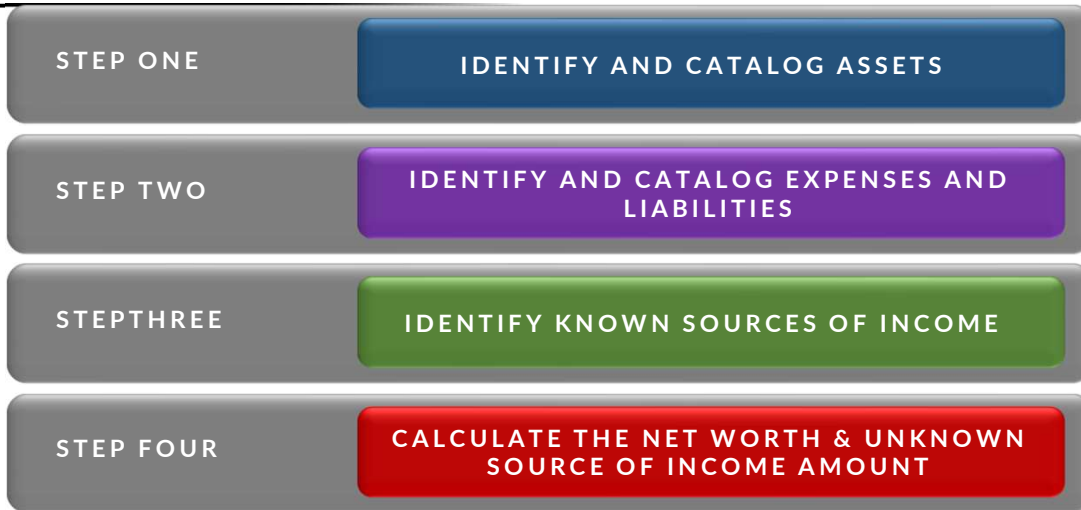 STEP ONE
IDENTIFY AND CATALOG ASSETS
STEP TWO
IDENTIFY AND CATALOG EXPENSES AND
LIABILITIES
STEPTHREE
IDENTIFY KNOWN SOURCES OF INCOME
STEP FOUR
CALCULATE THE NET WORTH & UNKNOWN
SOURCE OF INCOME AMOUNT